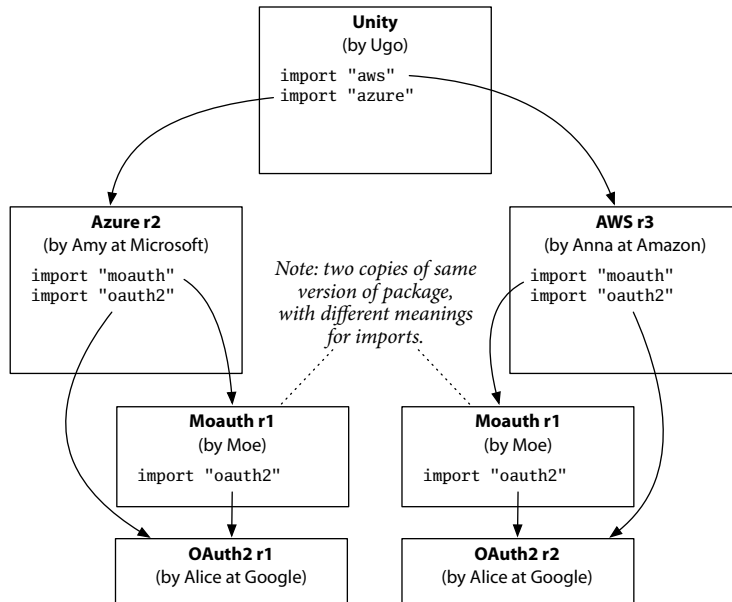 Unity
(by Ugo)
import "aws"
import "azure"
Azure r2
(by Amy at Microsoft)
import "moauth"
import "oauth2"
AWS r3
(by Anna at Amazon)
import "moauth"
import "oauth2"
Note: two copies of same
version of package,
with different meanings
for imports.
Moauth r1
(by Moe)
import "oauth2"
Moauth r1
(by Moe)
import "oauth2"
OAuth2 r1
(by Alice at Google)
OAuth2 r2
(by Alice at Google)